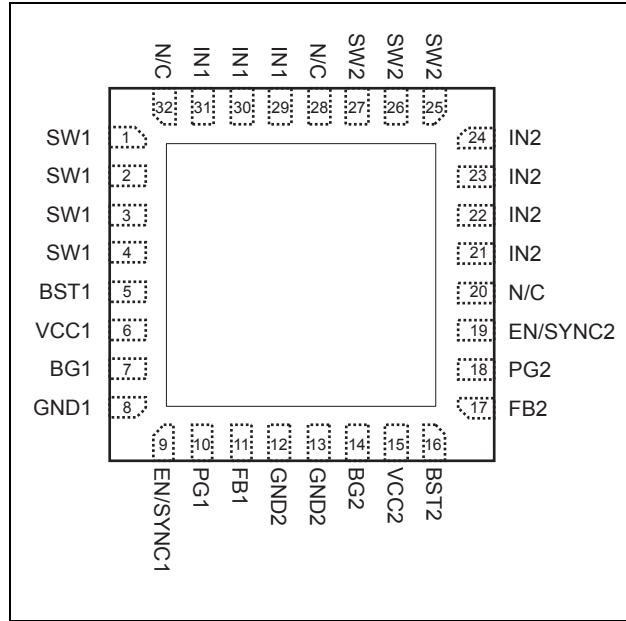 N/C IN1 IN1 IN1 N/C SW2 SW2 SW2
32 31 30 29 28 27 26 25
SW1 1 24 IN2
SW1 2 23 IN2
SW1 3 22 IN2
SW1 4 21 IN2
BST1 5 20 N/C
VCC1 6 19 EN/SYNC2
BG1 7 18 PG2
GND1 8 17 FB2
9 10 11 12 13 14 15 16
EN/SYNC1 PG1 FB1 GND2 GND2 BG2 VCC2 BST2